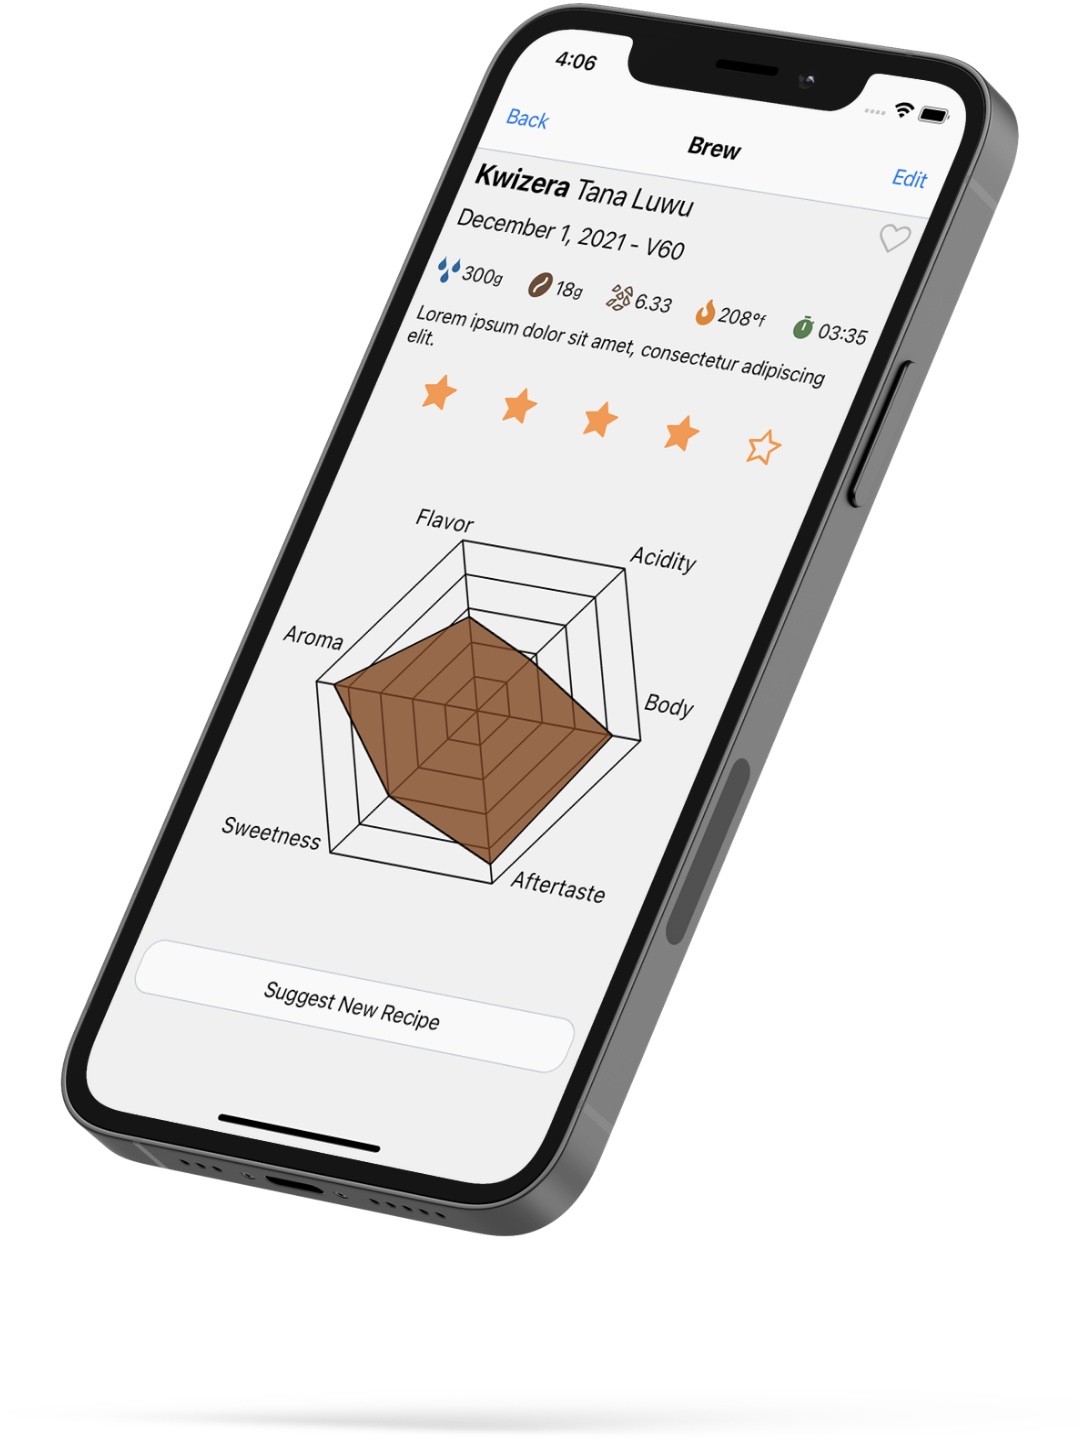 4:06
Back
Brew
Edit
Kwizera Tana Luwu
December 1, 2021 - V60
300g 18g 6.33 208°f 03:35
Lorem ipsum dolor sit amet, consectetur adipiscing
elit.
Flavor
Acidity
Aroma
Body
Sweetness
Aftertaste
Suggest New Recipe